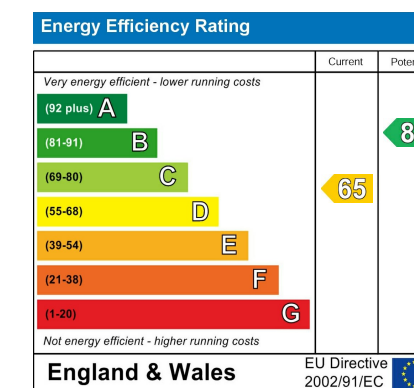 Energy Efficiency Rating
Current
Very energy efficient - lower running costs
(92 plus) A
(81-91) B
(69-80) C
(55-68) D
(39-54) E
(21-38) F
(1-20) G
65
Not energy efficient - higher running costs
England & Wales
EU Directive
2002/91/EC